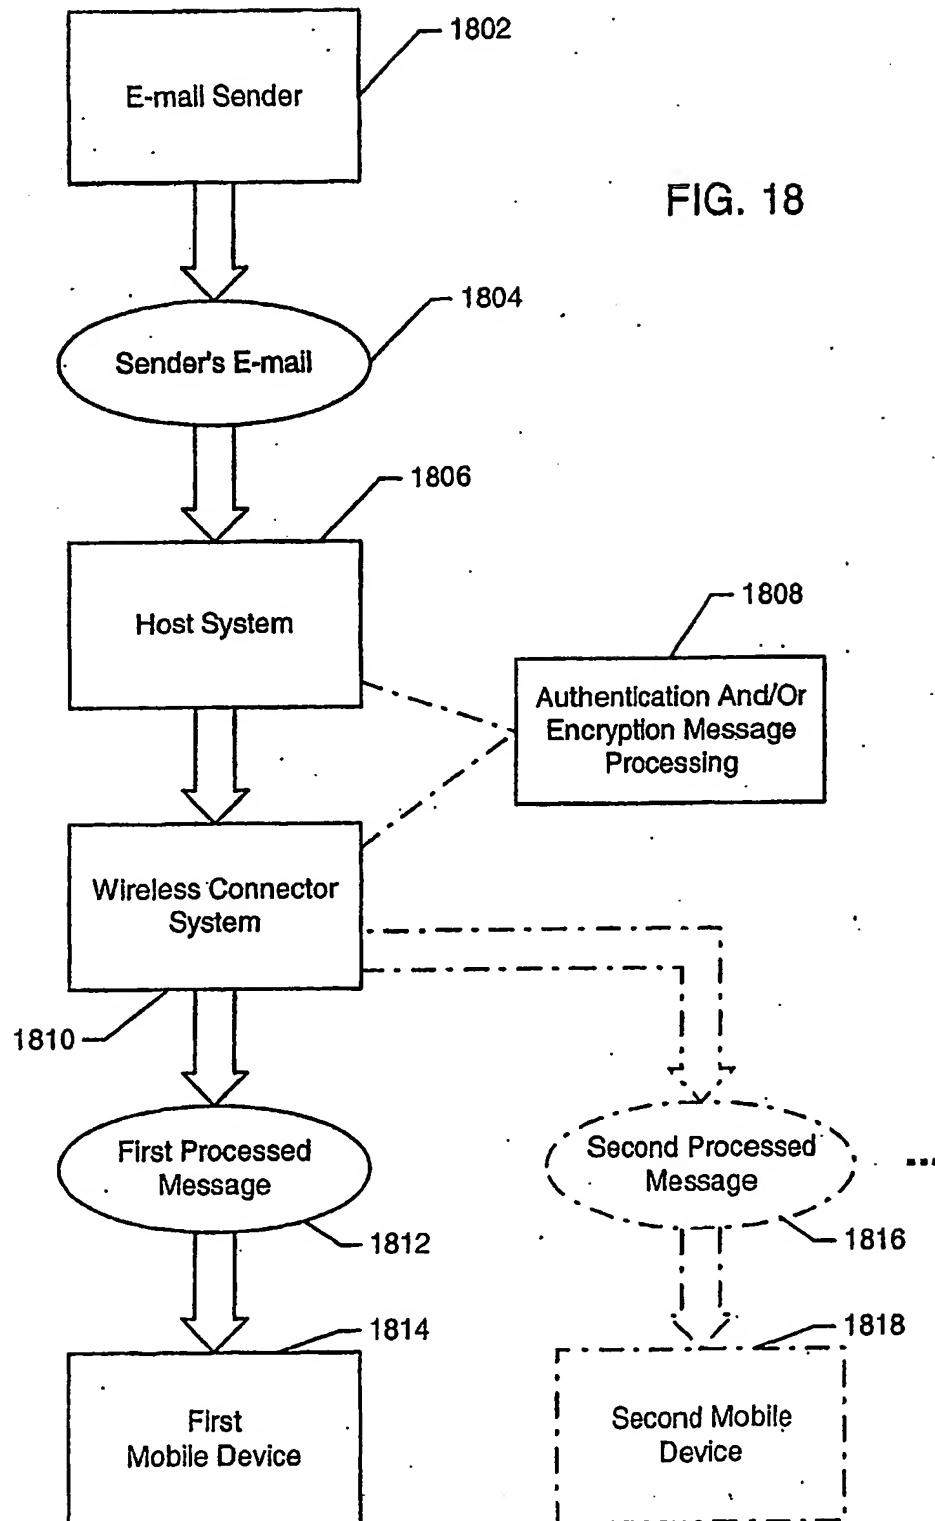 1802
E-mail Sender
FIG. 18
1804
Sender's E-mail
1806
Host System
1808
Authentication And/Or
Encryption Message
Processing
Wireless Connector
System
1810
First Processed
Message
1812
Second Processed
Message
1816
1814
First
Mobile Device
1818
Second Mobile
Device